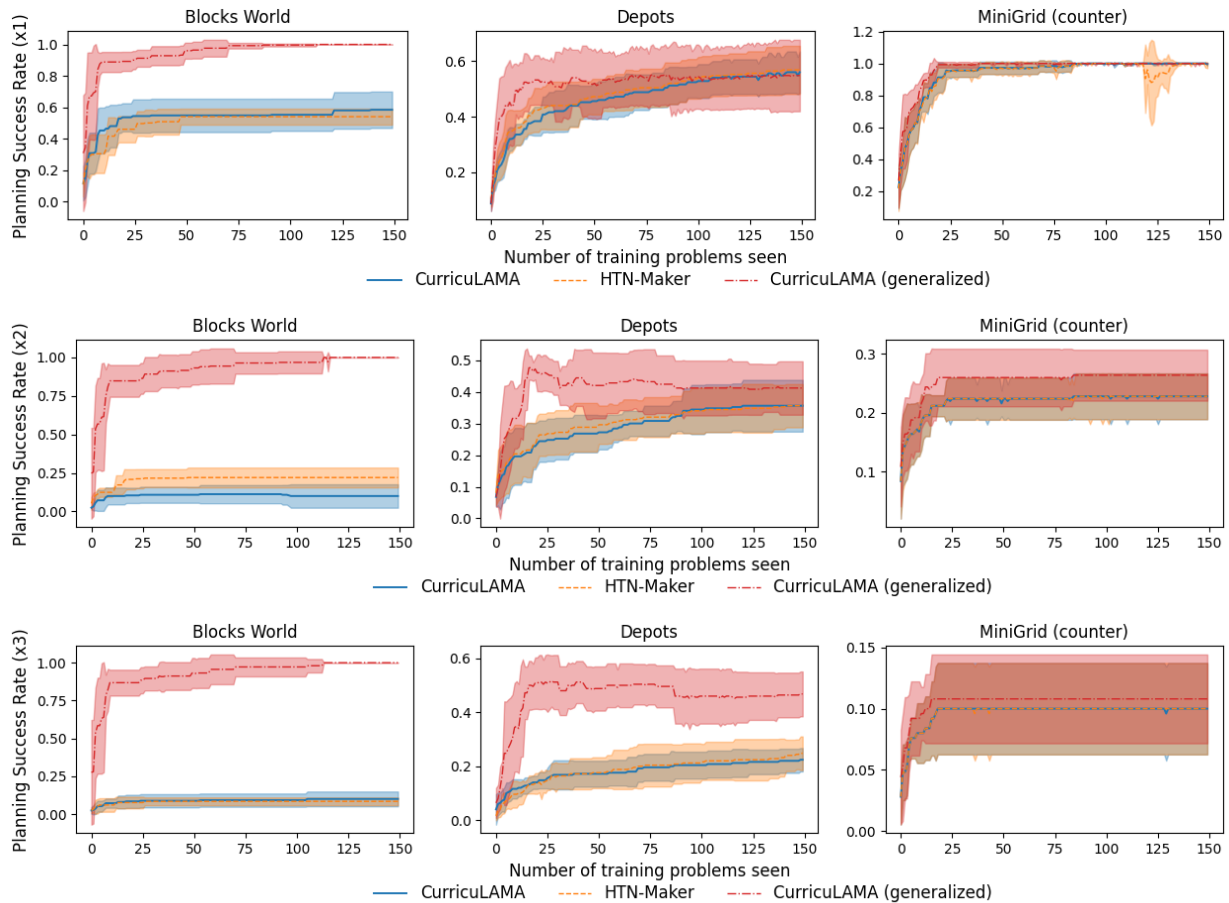 Blocks World
Depots
MiniGrid (counter)
Planning Success Rate (x1)
1.0
0.8
0.6
0.4
0.2
0.0
0 25 50 75 100 125 150
0.6
0.4
0.2
0 25 50 75 100 125 150
1.2
1.0
0.8
0.6
0.4
0.2
0 25 50 75 100 125 150
Number of training problems seen
CurricuLAMA HTN-Maker CurricuLAMA (generalized)
Blocks World
Depots
MiniGrid (counter)
Planning Success Rate (x2)
1.00
0.75
0.50
0.25
0.00
0 25 50 75 100 125 150
0.5
0.4
0.3
0.2
0.1
0.0
0 25 50 75 100 125 150
0.3
0.2
0.1
0 25 50 75 100 125 150
Number of training problems seen
CurricuLAMA HTN-Maker CurricuLAMA (generalized)
Blocks World
Depots
MiniGrid (counter)
Planning Success Rate (x3)
1.00
0.75
0.50
0.25
0.00
0 25 50 75 100 125 150
0.6
0.4
0.2
0.0
0 25 50 75 100 125 150
0.15
0.10
0.05
0.00
0 25 50 75 100 125 150
Number of training problems seen
CurricuLAMA HTN-Maker CurricuLAMA (generalized)